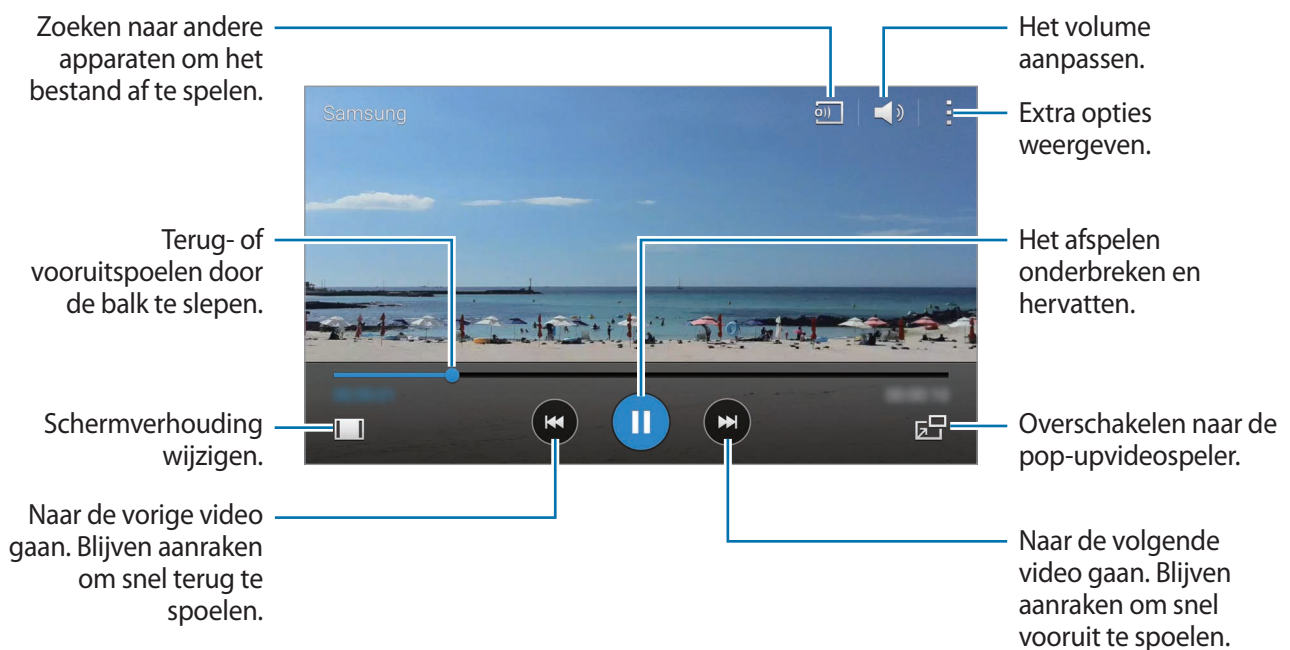 Zoeken naar andere
apparaten om het
bestand af te spelen.
Het volume
aanpassen.
Extra opties
weergeven.
Samsung
Terug- of
vooruitspoelen door
de balk te slepen.
Het afspelen
onderbreken en
hervatten.
Schermverhouding
wijzigen.
Overschakelen naar de
pop-upvideospeler.
Naar de vorige video
gaan. Blijven aanraken
om snel terug te
spoelen.
Naar de volgende
video gaan. Blijven
aanraken om snel
vooruit te spoelen.